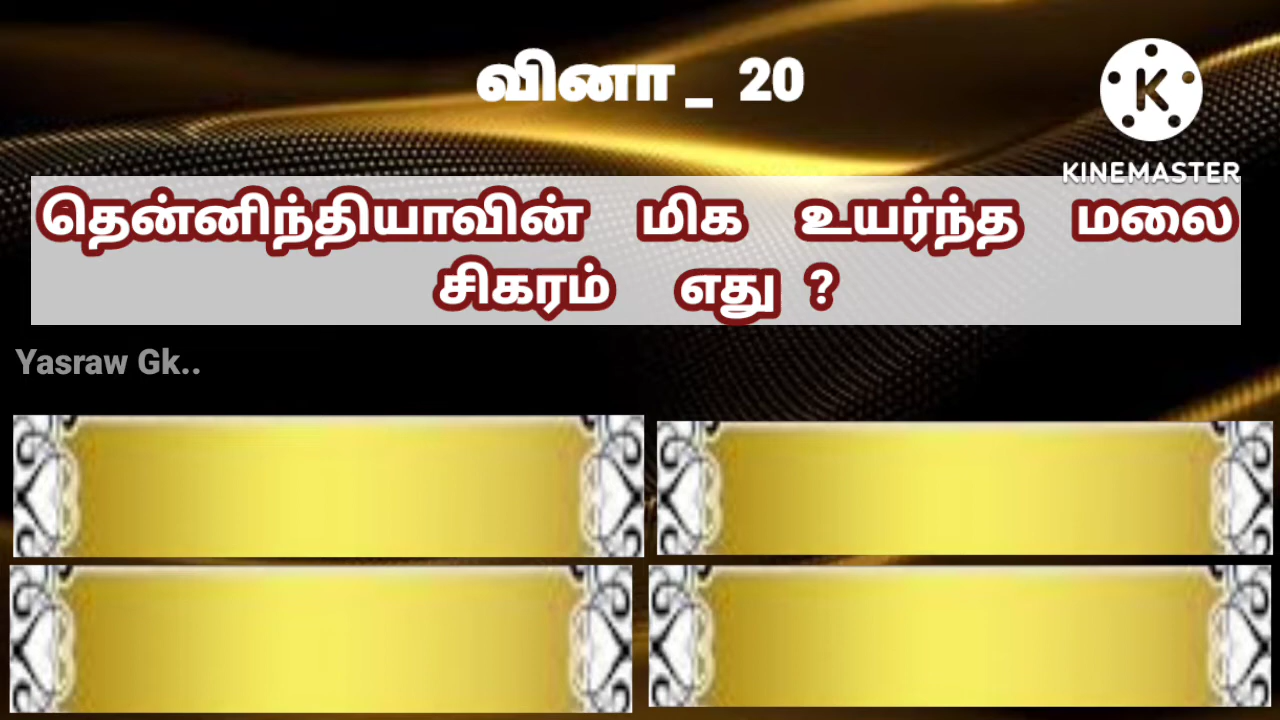 வினா_ 20
K
KINEMASTER
தென்னிந்தியாவின் மிக உயர்ந்த மலை
சிகரம் எது ?
Yasraw Gk..